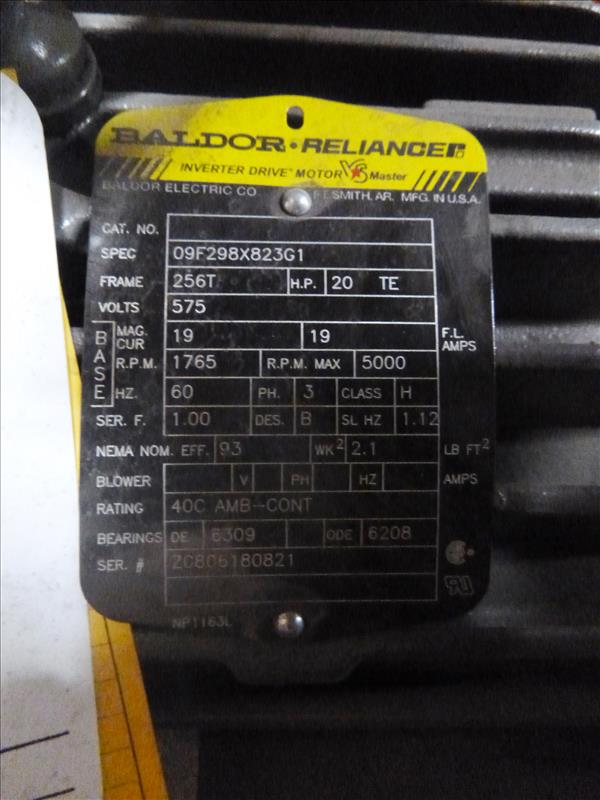 BALDOR • RELIANCE
INVERTER DRIVE* MOTOR VS Master
BALDOR ELECTRIC CO FT. SMITH, AR. MFG. IN U.S.A.
CAT. NO.
SPEC 09F298X823G1
FRAME 256T H.P. 20 TE
VOLTS 575
BASE MAG. CUR 19 19 F.L. AMPS
R.P.M. 1765 R.P.M. MAX 5000
HZ. 60 PH. 3 CLASS H
SER. F. 1.00 DES. B SL HZ 1.12
NEMA NOM. EFF. 93 WK² 2.1 LB FT²
BLOWER V PH HZ AMPS
RATING 40C AMB-CONT
BEARINGS DE 6309 ODE 6208
SER. # Z0806180821
NP1163L